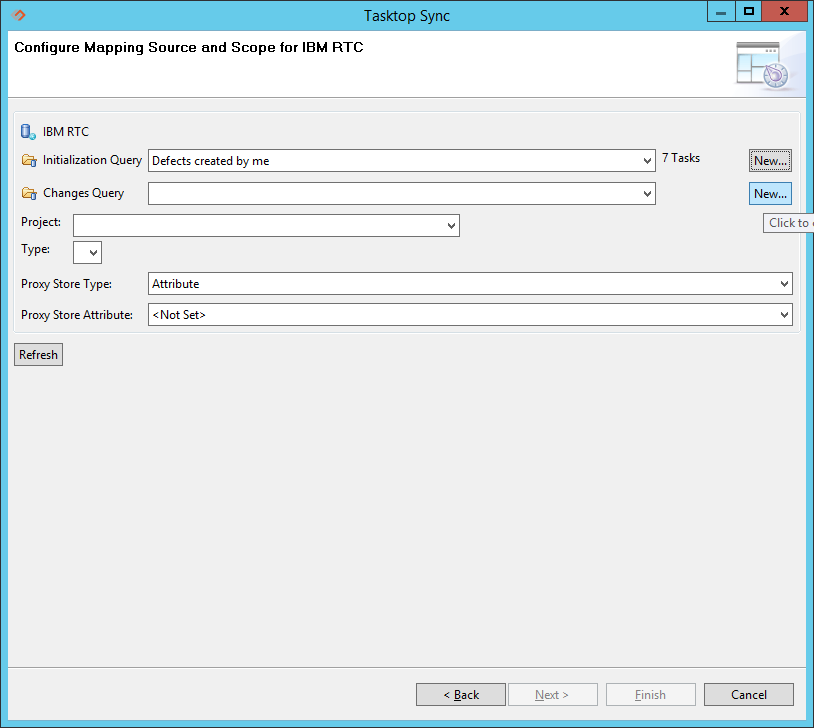 Tasktop Sync
Configure Mapping Source and Scope for IBM RTC
IBM RTC
Initialization Query Defects created by me 7 Tasks New...
Changes Query New...
Click to
Project:
Type:
Proxy Store Type: Attribute
Proxy Store Attribute: <Not Set>
Refresh
< Back Next > Finish Cancel